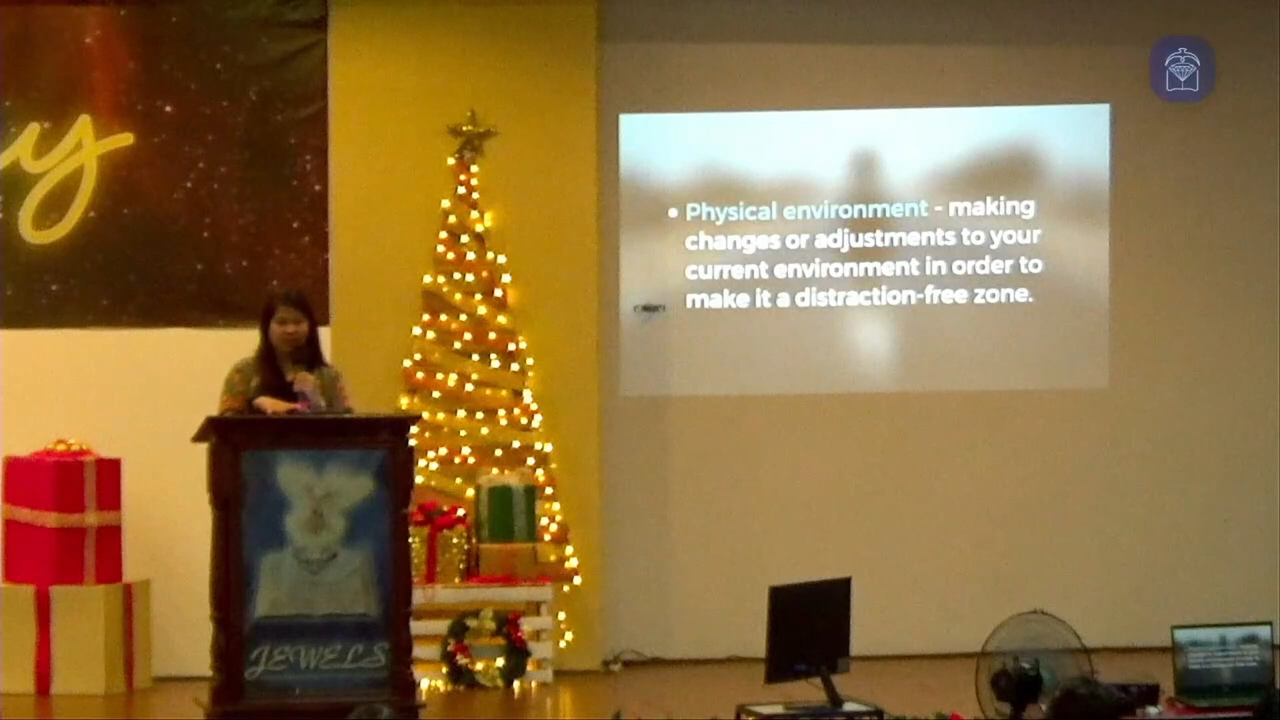 y
• Physical environment - making
changes or adjustments to your
current environment in order to
make it a distraction-free zone.
JEWELS